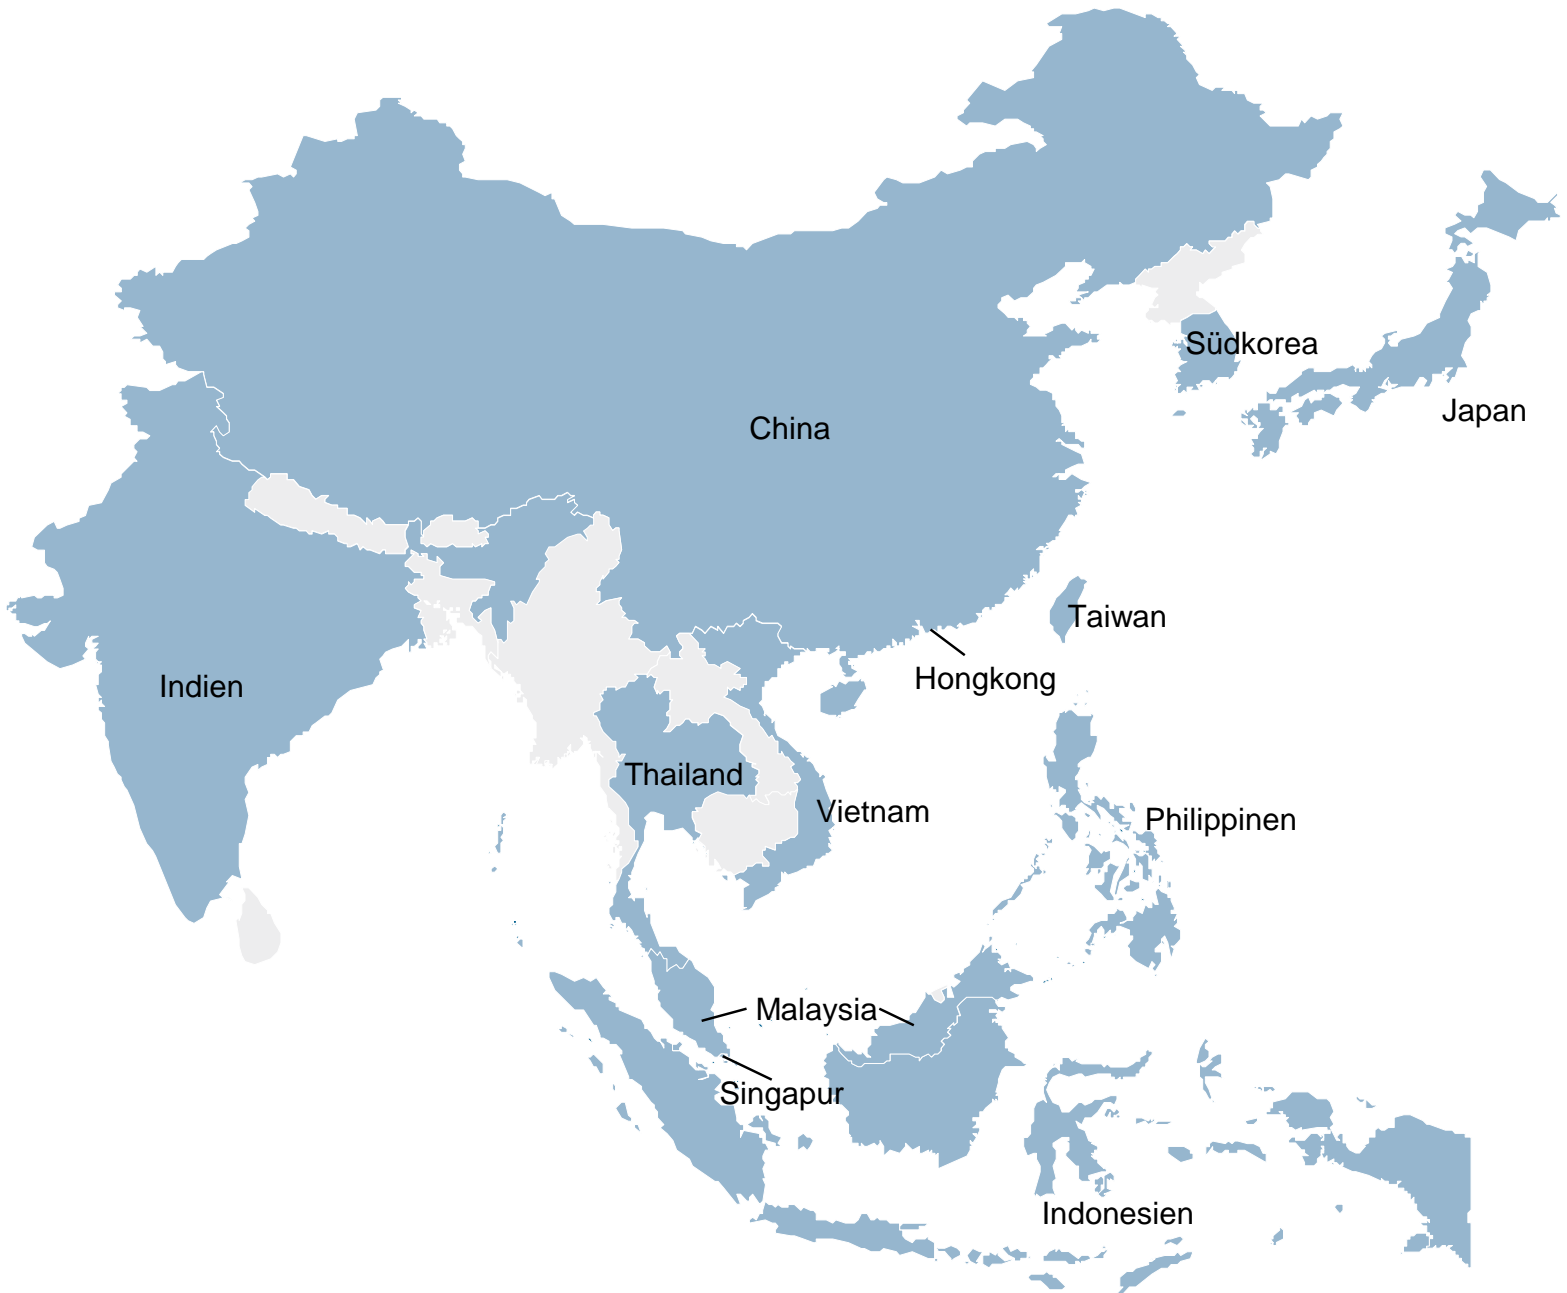 Südkorea
Japan
China
Taiwan
Hongkong
Indien
Thailand
Vietnam
Philippinen
Malaysia
Singapur
Indonesien